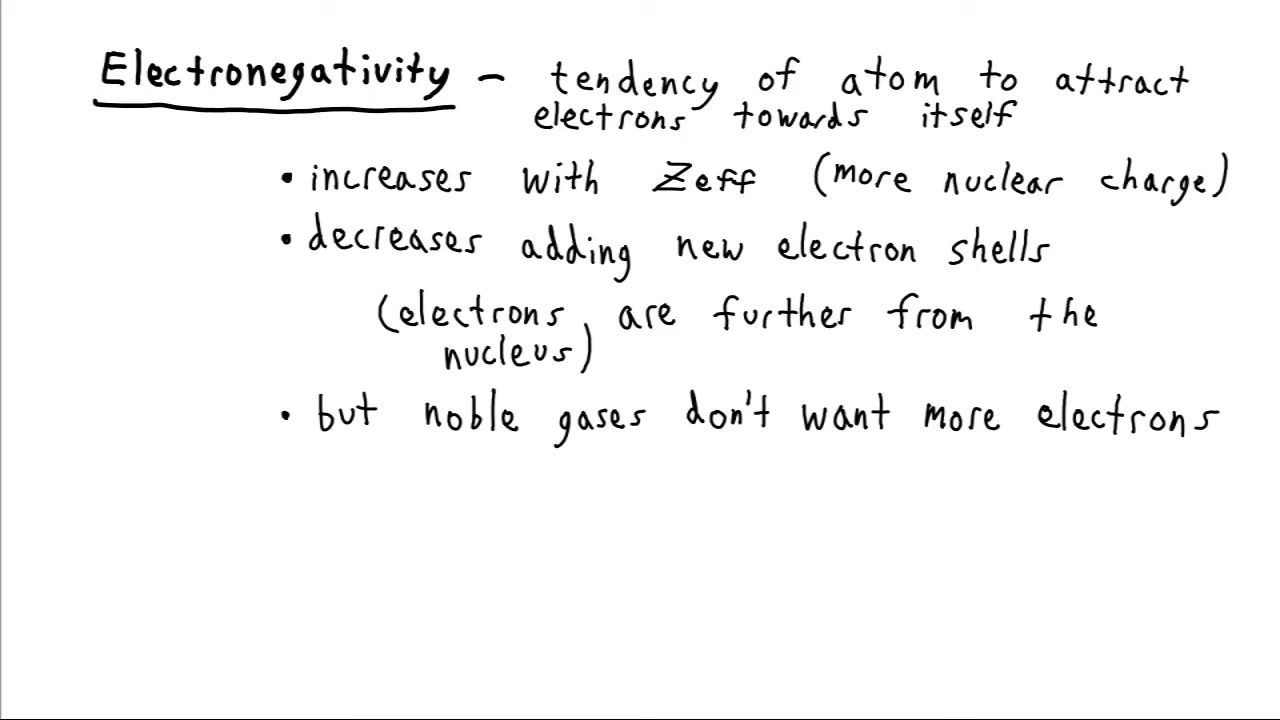 Electronegativity - tendency of atom to attract
electrons towards itself
• increases with Zeff (more nuclear charge)
• decreases adding new electron shells
(electrons are further from the
nucleus)
• but noble gases don't want more electrons